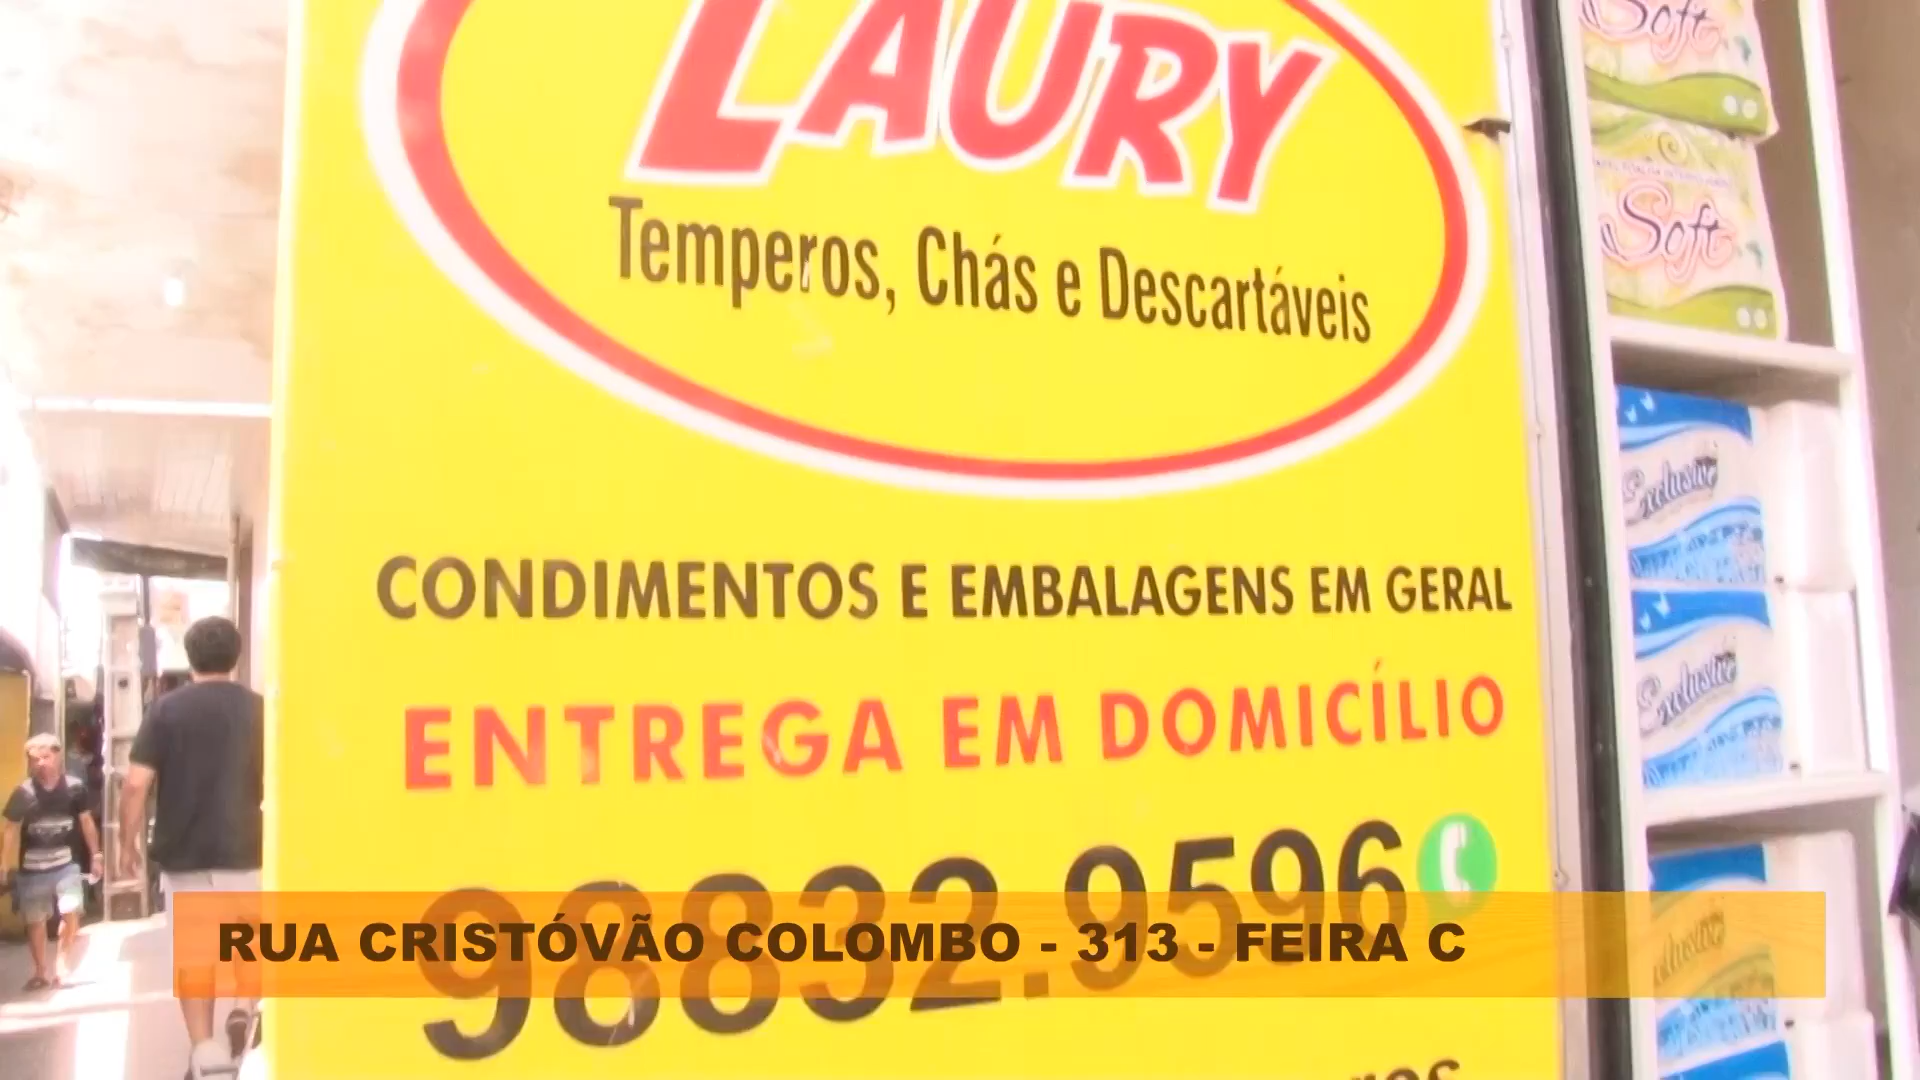 LAURY
Temperos, Chás e Descartáveis
CONDIMENTOS E EMBALAGENS EM GERAL
ENTREGA EM DOMICÍLIO
98832.9596
RUA CRISTÓVÃO COLOMBO - 313 - FEIRA C
Soft
Soft
Exclusive
Exclusive